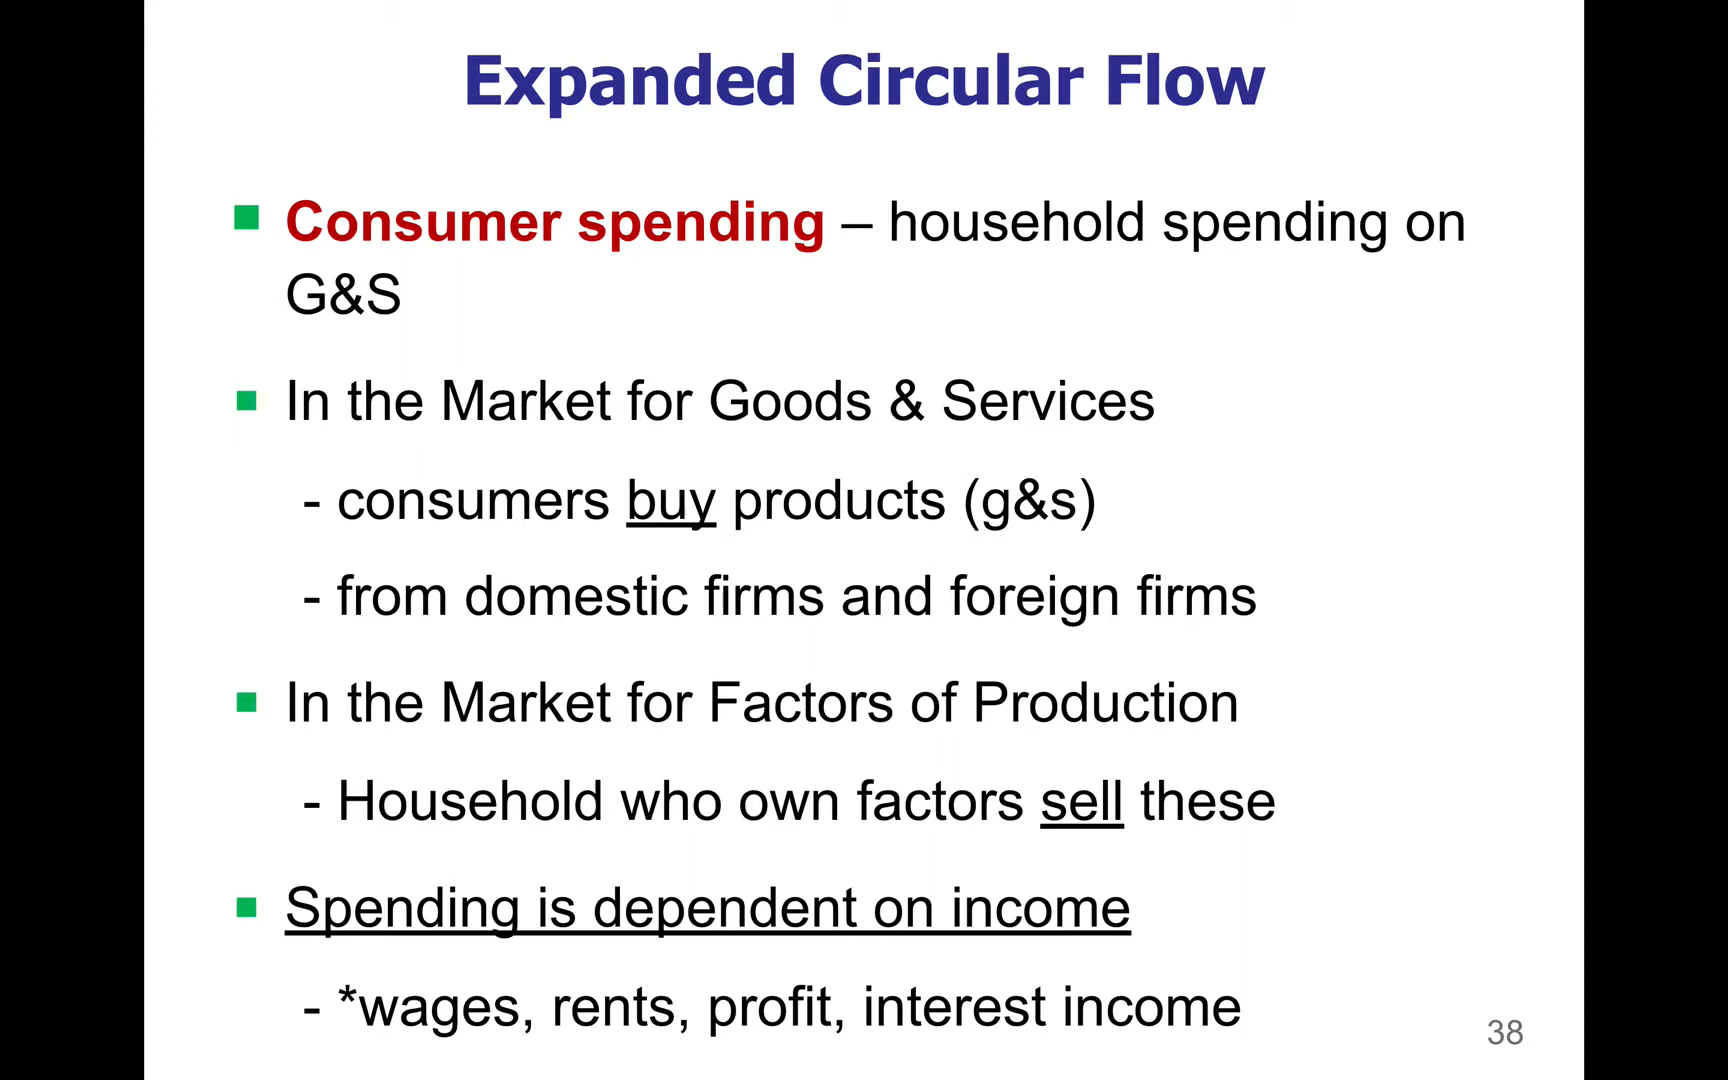 Expanded Circular Flow
Consumer spending – household spending on
G&S
In the Market for Goods & Services
- consumers buy products (g&s)
- from domestic firms and foreign firms
In the Market for Factors of Production
- Household who own factors sell these
Spending is dependent on income
- *wages, rents, profit, interest income
38